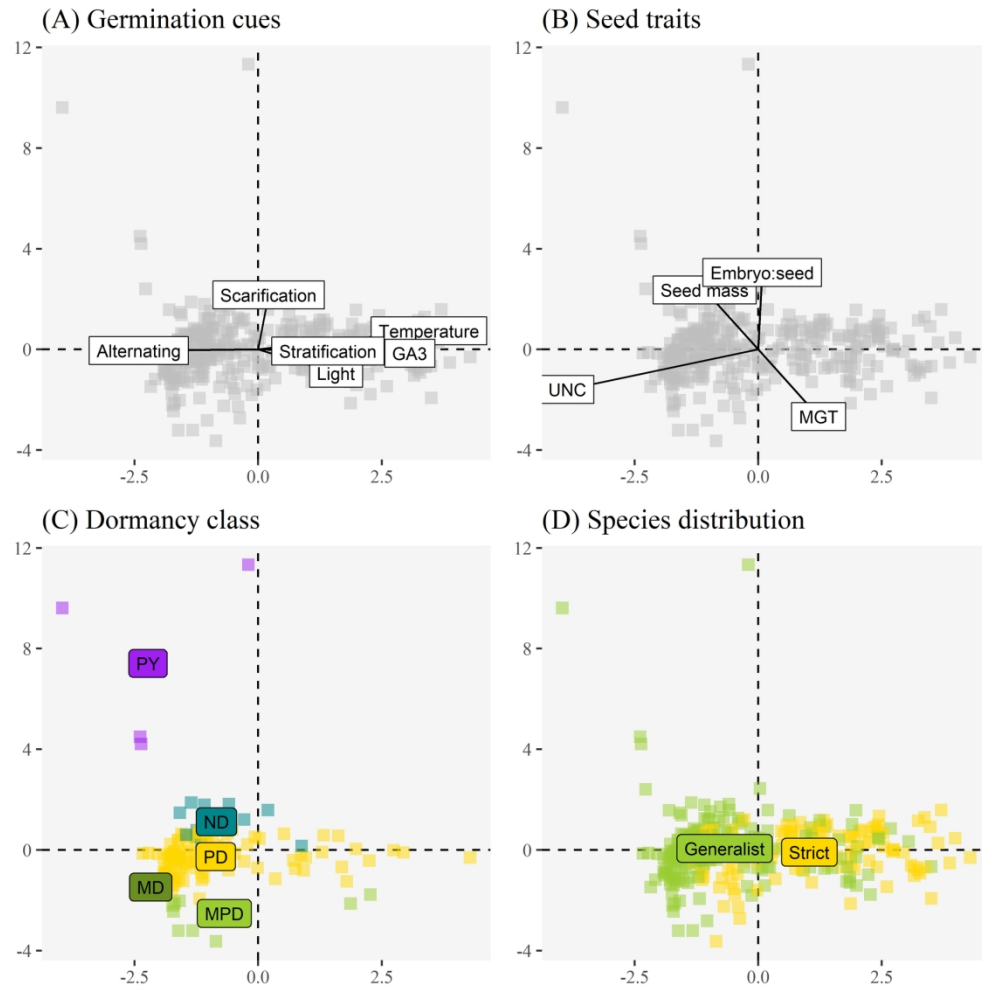 (A) Germination cues
12
8
4
0
-4
-2.5
0.0
2.5
Scarification
Temperature
Alternating
Stratification
GA3
Light
(B) Seed traits
12
8
4
0
-4
-2.5
0.0
2.5
Embryo:seed
Seed mass
UNC
MGT
(C) Dormancy class
12
8
4
0
-4
-2.5
0.0
2.5
PY
ND
PD
MD
MPD
(D) Species distribution
12
8
4
0
-4
-2.5
0.0
2.5
Generalist
Strict